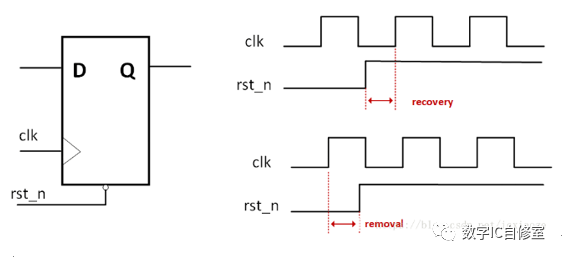 D Q
clk
rst_n
clk
rst_n
recovery
clk
rst_n
removal
数字IC自修室